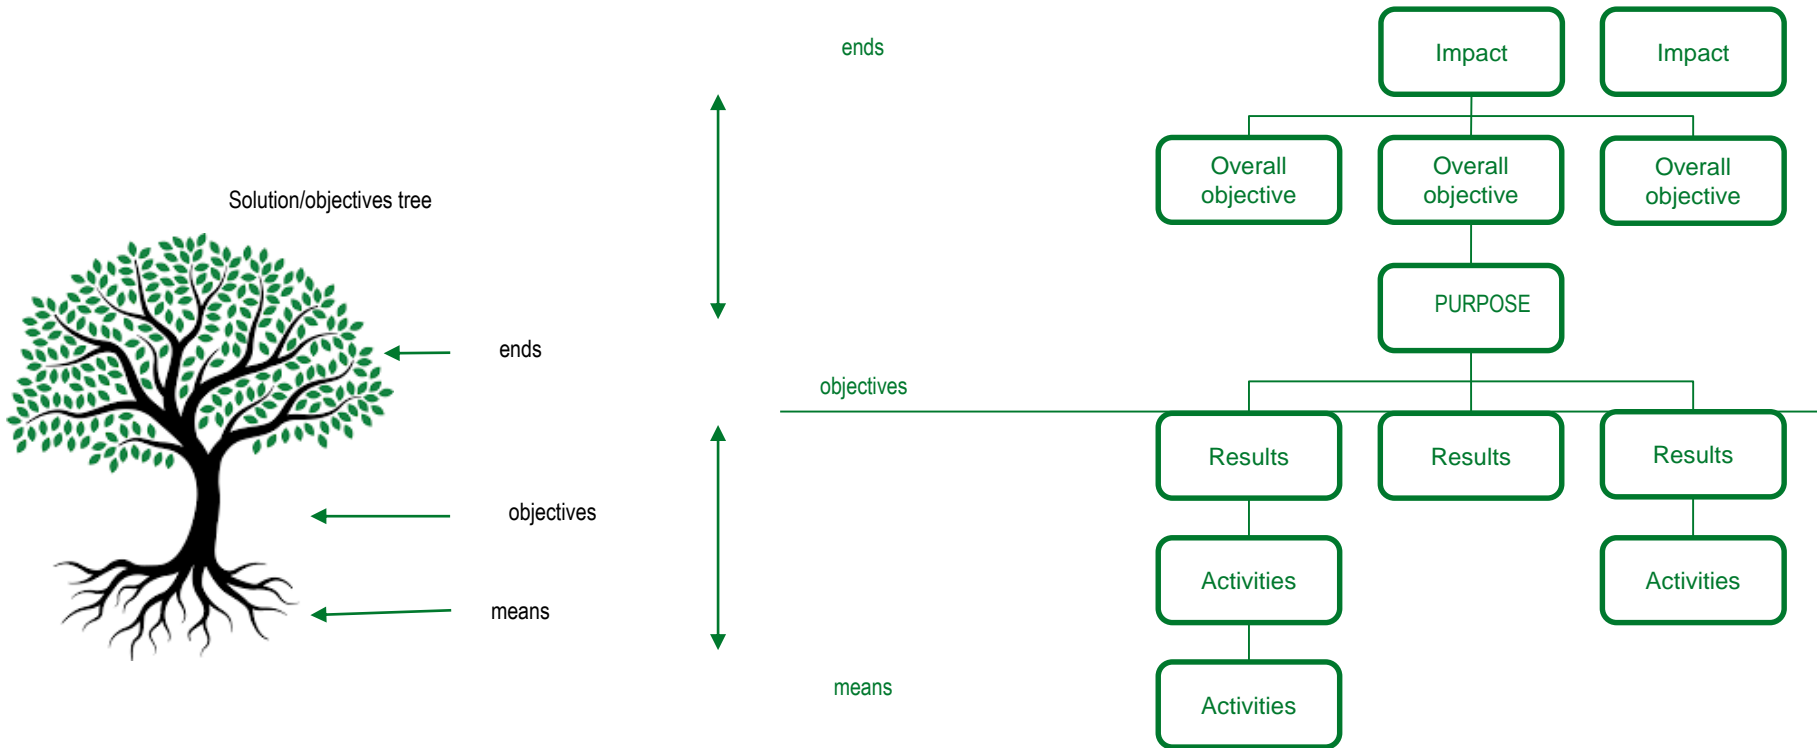 Solution/objectives tree
ends
objectives
means
ends
objectives
means
Impact
Impact
Overall
objective
Overall
objective
Overall
objective
PURPOSE
Results
Results
Results
Activities
Activities
Activities